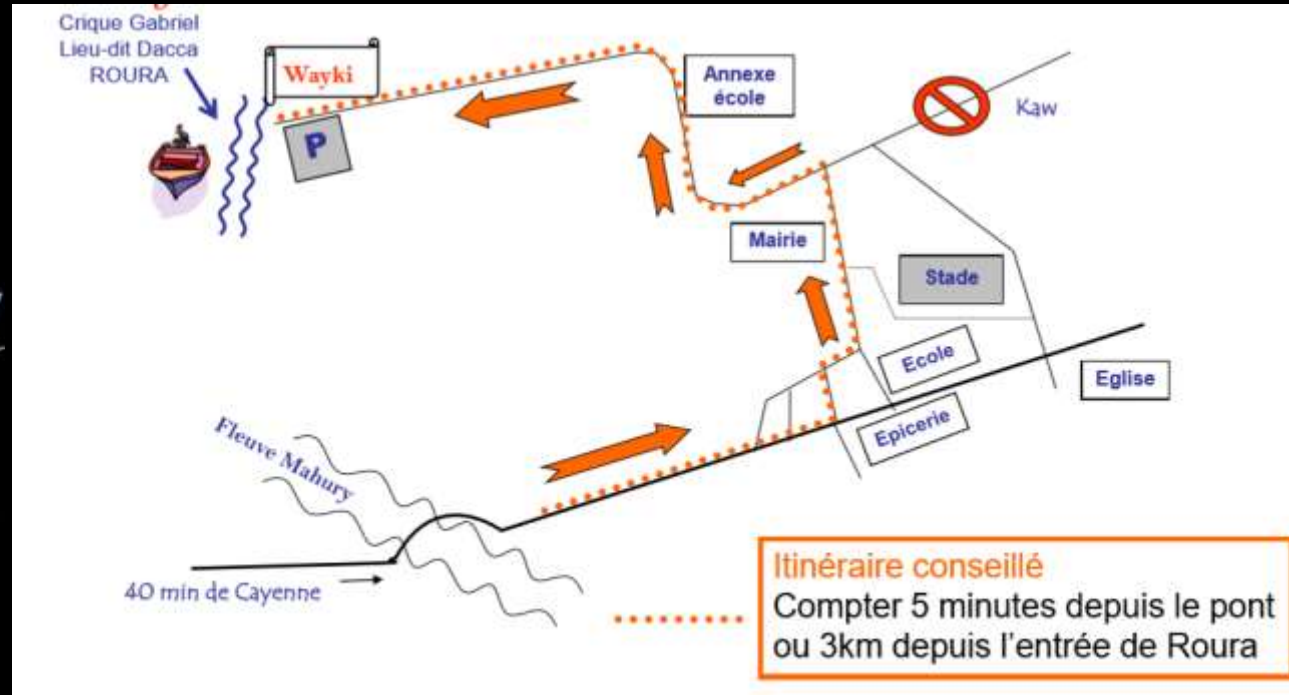 Crique Gabriel
Lieu-dit Dacca
ROURA
Wayki
P
Annexe
école
Kaw
Mairie
Stade
Ecole
Eglise
Epicerie
Fleuve Mahury
40 min de Cayenne
Itinéraire conseillé
Compter 5 minutes depuis le pont
ou 3km depuis l'entrée de Roura